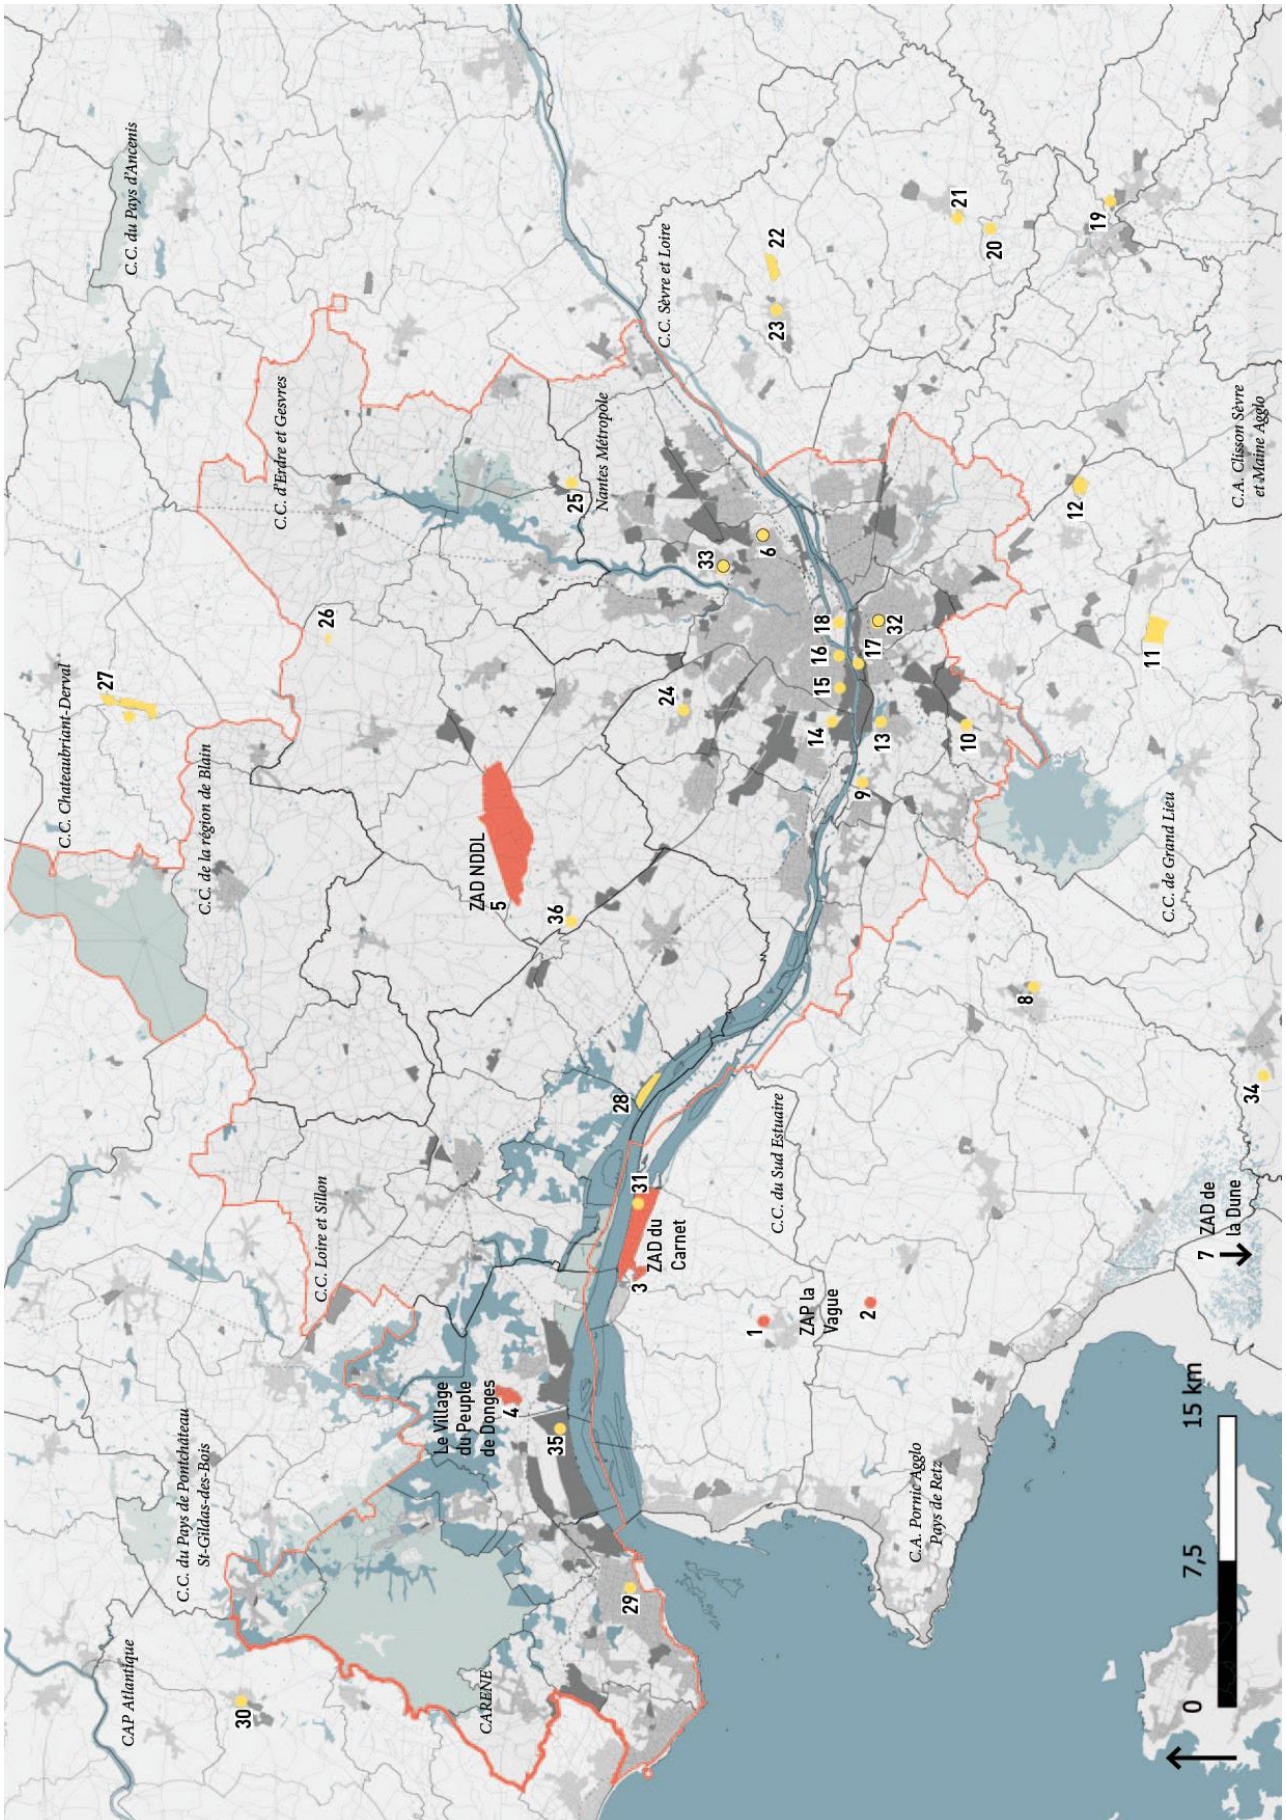 CAP Atlantique
30
C.C. du Pays de Pontchâteau
St-Gildas-des-Bois
CARENE
29
Le Village
du Peuple
de Donges
4
35
C.C. Loire et Sillon
C.C. de la région de Blain
C.C. Chateaubriant-Derval
27
26
C.C. d'Erdre et Gesvres
C.C. du Pays d'Ancenis
ZAD NDDL
5
36
28
31
3
ZAD du
Carnet
24
25
Nantes Métropole
33
6
C.C. Sèvre et Loire
22
23
21
20
19
14
15
16
18
17
32
13
9
10
12
11
C.A. Clisson Sèvre
et Maine Agglo
C.C. de Grand Lieu
8
34
C.C. du Sud Estuaire
1
ZAP la
Vague
2
7
ZAD de
la Dune
C.A. Pornic Agglo
Pays de Retz
0
7,5
15 km